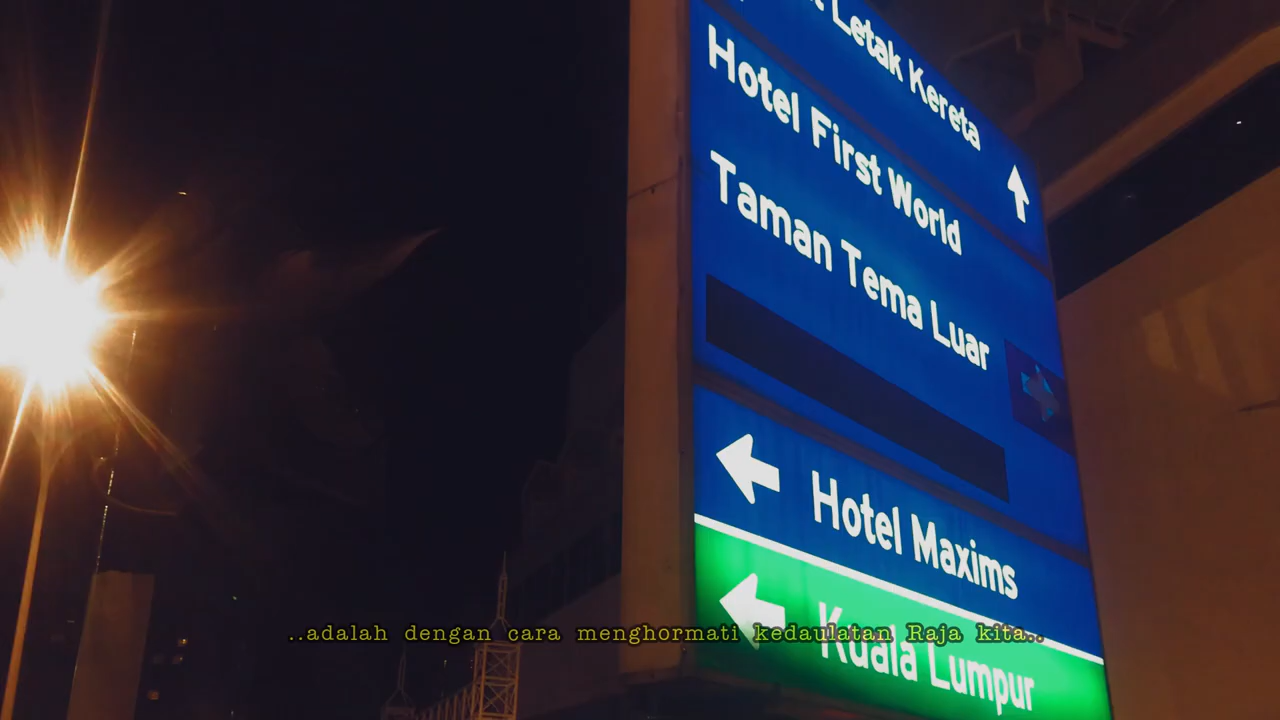 Letak Kereta
Hotel First World
Taman Tema Luar
Hotel Maxims
Kuala Lumpur
..adalah dengan cara menghormati kedaulatan Raja kita..